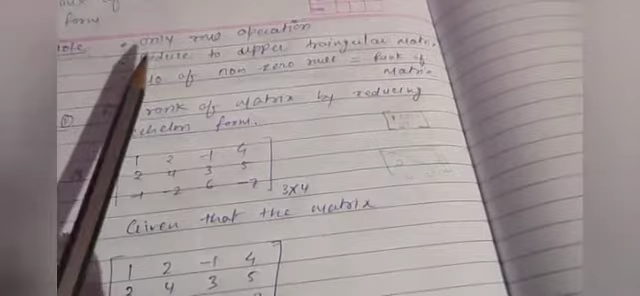 form
Note only row operation
reduce to upper triangular matri.
No of non zero rows = Rank of
Matrix
① rank of Matrix by reducing
echelon form.
1 2 -1 4
2 4 3 5
-1 -2 6 -7
3x4
Given that the matrix
1 2 -1 4
2 4 3 5